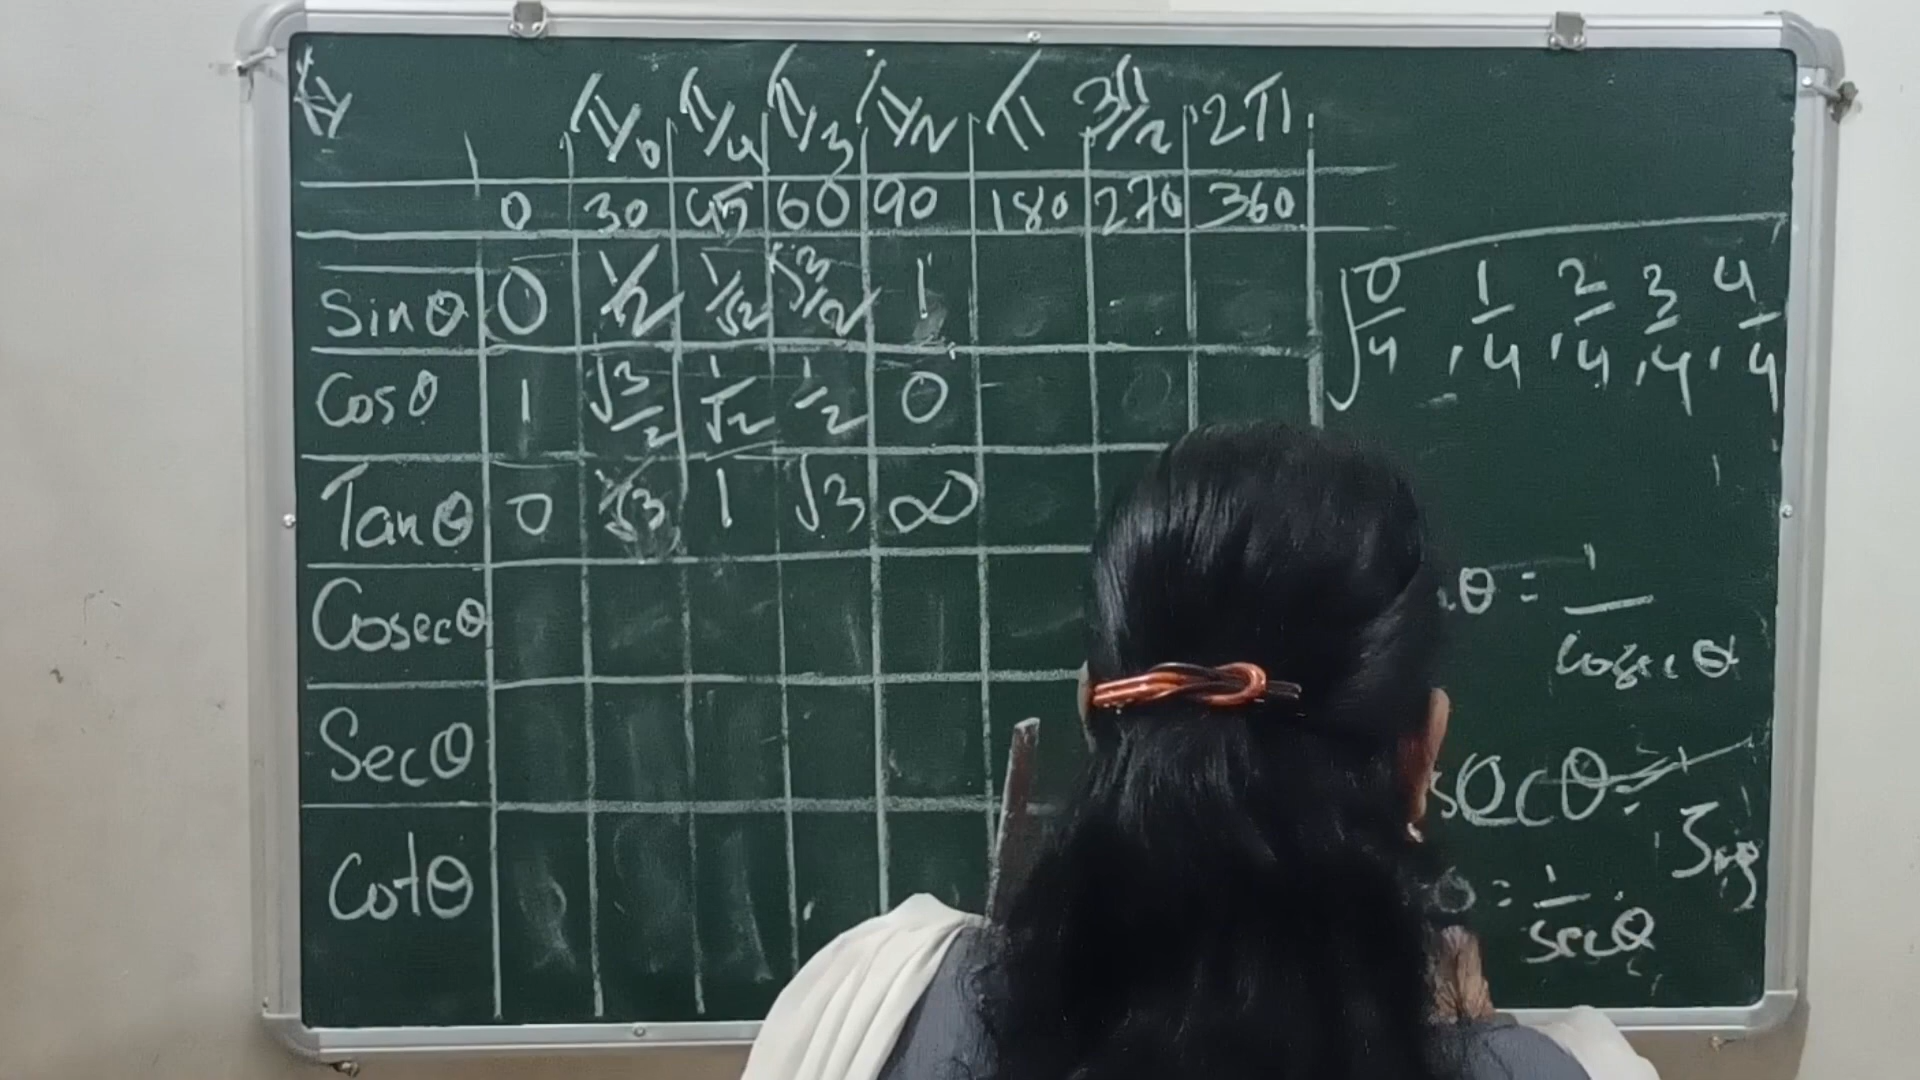 π/6 π/4 π/3 π/2 π 3π/2 2π
0 30 45 60 90 180 270 360
Sinθ 0 1/2 1/√2 √3/2 1
Cosθ 1 √3/2 1/√2 1/2 0
Tanθ 0 1/√3 1 √3 ∞
Cosecθ
Secθ
Cotθ
√0/4, 1/4, 2/4, 3/4, 4/4
θ = 1/cosecθ
secθ =
θ = 1/secθ